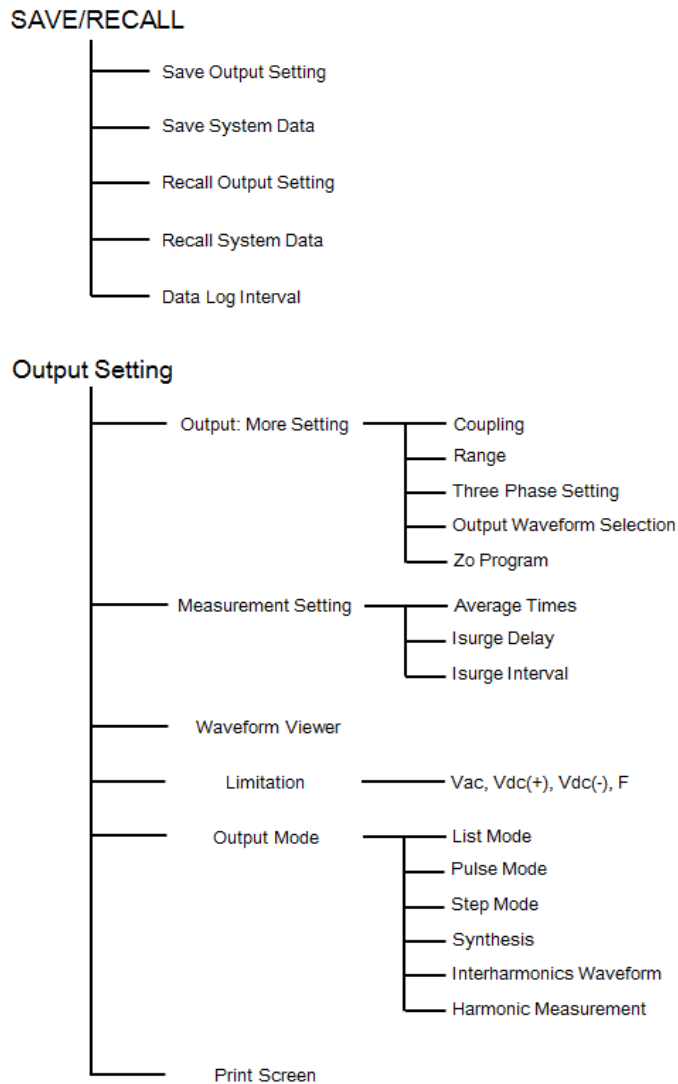 SAVE/RECALL
Save Output Setting
Save System Data
Recall Output Setting
Recall System Data
Data Log Interval
Output Setting
Output: More Setting
Coupling
Range
Three Phase Setting
Output Waveform Selection
Zo Program
Measurement Setting
Average Times
Isurge Delay
Isurge Interval
Waveform Viewer
Limitation
Vac, Vdc(+), Vdc(-), F
Output Mode
List Mode
Pulse Mode
Step Mode
Synthesis
Interharmonics Waveform
Harmonic Measurement
Print Screen